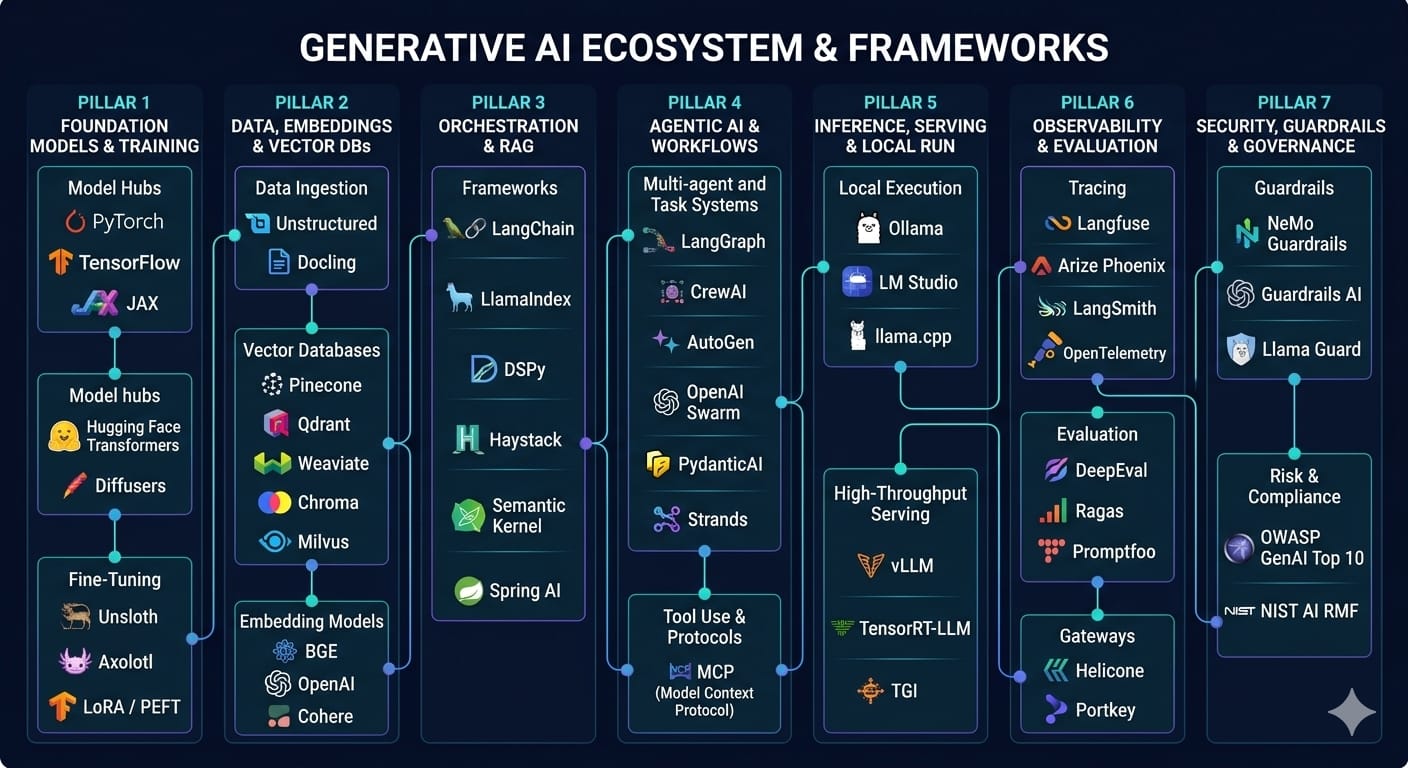 GENERATIVE AI ECOSYSTEM & FRAMEWORKS
PILLAR 1
FOUNDATION
MODELS & TRAINING
Model Hubs
PyTorch
TensorFlow
JAX
JAX
Model hubs
Hugging Face
Transformers
Diffusers
Fine-Tuning
Unsloth
Axolotl
LoRA / PEFT
PILLAR 2
DATA, EMBEDDINGS
& VECTOR DBs
Data Ingestion
Unstructured
Docling
Vector Databases
Pinecone
Qdrant
Weaviate
Chroma
Milvus
Embedding Models
BGE
OpenAI
Cohere
PILLAR 3
ORCHESTRATION
& RAG
Frameworks
LangChain
LlamaIndex
DSPy
Haystack
Semantic
Kernel
Spring AI
PILLAR 4
AGENTIC AI &
WORKFLOWS
Multi-agent and
Task Systems
LangGraph
CrewAI
AutoGen
OpenAI
Swarm
PydanticAI
Strands
Tool Use &
Protocols
MCP
(Model Context
Protocol)
PILLAR 5
INFERENCE, SERVING
& LOCAL RUN
Local Execution
Ollama
LM Studio
llama.cpp
High-Throughput
Serving
vLLM
TensorRT-LLM
TGI
PILLAR 6
OBSERVABILITY
& EVALUATION
Tracing
Langfuse
Arize Phoenix
LangSmith
OpenTelemetry
Evaluation
DeepEval
Ragas
Promptfoo
Gateways
Helicone
Portkey
PILLAR 7
SECURITY, GUARDRAILS
& GOVERNANCE
Guardrails
NeMo
Guardrails
Guardrails AI
Llama Guard
Risk &
Compliance
OWASP
GenAI Top 10
NIST NIST AI RMF